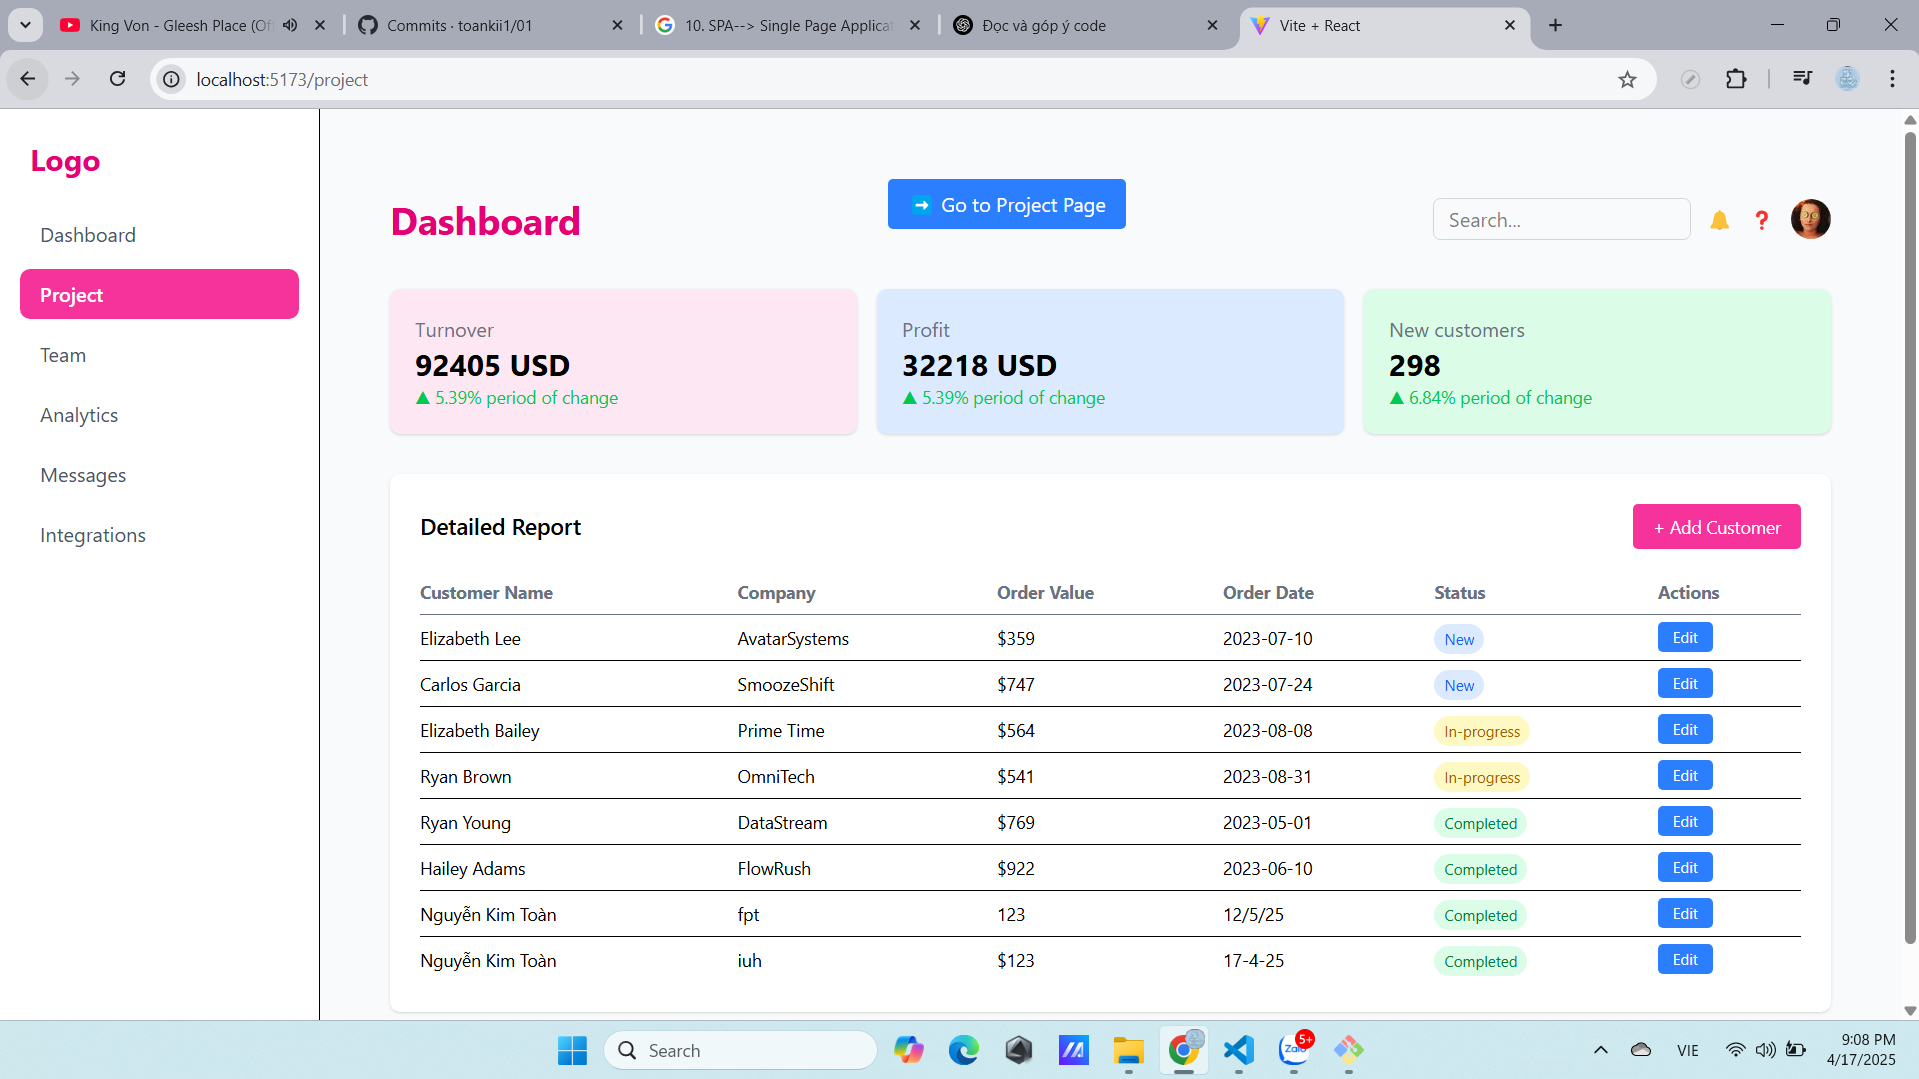 King Von - Gleesh Place (Of
Commits · toankii1/01
10. SPA--> Single Page Applicat
Đọc và góp ý code
Vite + React
localhost:5173/project
Logo
Dashboard
Project
Team
Analytics
Messages
Integrations
Dashboard
Go to Project Page
Search...
Turnover
92405 USD
▲ 5.39% period of change
Profit
32218 USD
▲ 5.39% period of change
New customers
298
▲ 6.84% period of change
Detailed Report
+ Add Customer
Customer Name Company Order Value Order Date Status Actions
Elizabeth Lee AvatarSystems $359 2023-07-10 New Edit
Carlos Garcia SmoozeShift $747 2023-07-24 New Edit
Elizabeth Bailey Prime Time $564 2023-08-08 In-progress Edit
Ryan Brown OmniTech $541 2023-08-31 In-progress Edit
Ryan Young DataStream $769 2023-05-01 Completed Edit
Hailey Adams FlowRush $922 2023-06-10 Completed Edit
Nguyễn Kim Toàn fpt 123 12/5/25 Completed Edit
Nguyễn Kim Toàn iuh $123 17-4-25 Completed Edit
Search
Zalo
5+
VIE
9:08 PM
4/17/2025